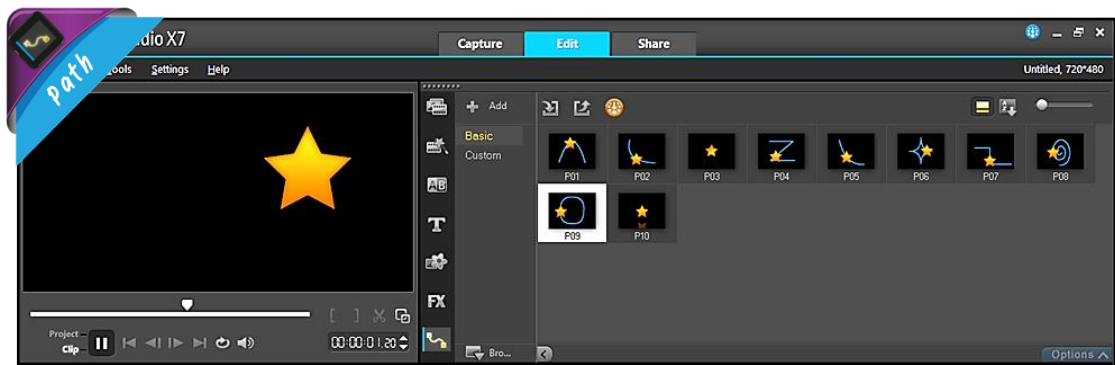 path
dio X7
Capture
Edit
Share
ools
Settings
Help
Untitled, 720*480
Add
Basic
Custom
AB
T
FX
P01
P02
P03
P04
P05
P06
P07
P08
P09
P10
Project
Clip
[ ]
00:00:01.20
Bro...
Options